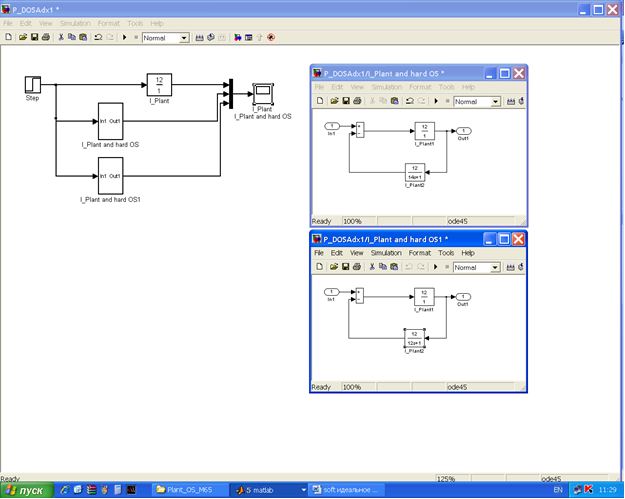 P_DOSAdx1 *
File Edit View Simulation Format Tools Help
Normal
Step
12
1
I_Plant
In1 Out1
I_Plant and hard OS
In1 Out1
I_Plant and hard OS1
I_Plant
I_Plant and hard OS
P_DOSAdx1/I_Plant and hard OS *
File Edit View Simulation Format Tools Help
Normal
1
In1
12
1
I_Plant1
1
Out1
12
14s+1
I_Plant2
Ready 100% ode45
P_DOSAdx1/I_Plant and hard OS1 *
File Edit View Simulation Format Tools Help
Normal
1
In1
12
1
I_Plant1
1
Out1
12
12s+1
I_Plant2
Ready 100% ode45
Ready 125% ode45
пуск Plant_OS_M65 5 matlab soft идеальное ... EN 11:29